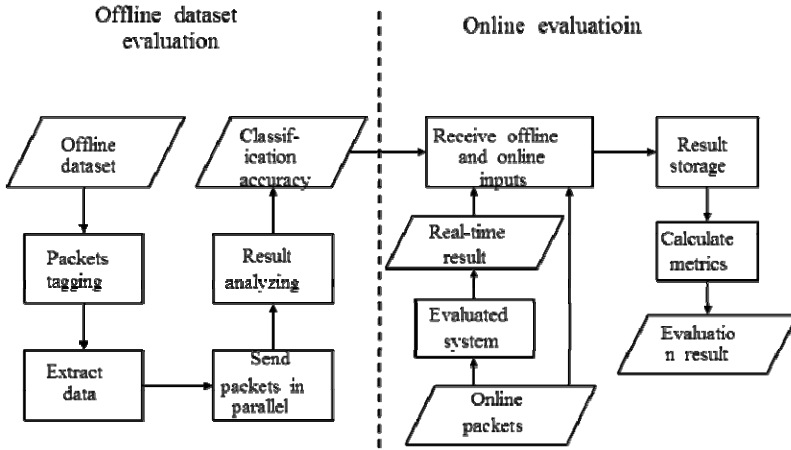 Offline dataset
evaluation
Online evaluatioin
Offline
dataset
Packets
tagging
Extract
data
Send
packets in
parallel
Result
analyzing
Classif-
ication
accuracy
Receive offline
and online
inputs
Real-time
result
Evaluated
system
Online
packets
Result
storage
Calculate
metrics
Evaluatio
n result